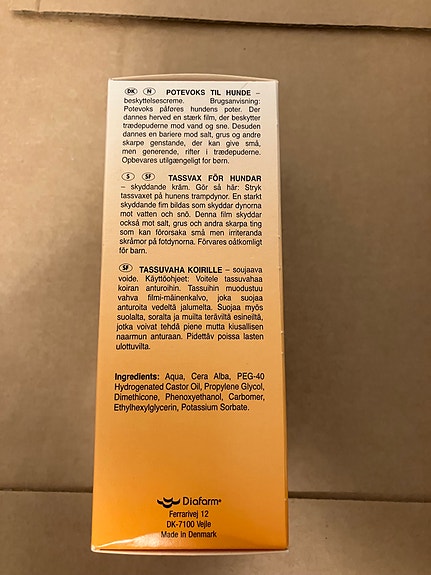 DK N POTEVOKS TIL HUNDE –
beskyttelsescreme. Brugsanvisning:
Potevoks påføres hundens poter. Der
dannes herved en stærk film, der beskytter
trædepuderne mod vand og sne. Desuden
dannes en bariere mod salt, grus og andre
skarpe genstande, der kan give små,
men generende, rifter i trædepuderne.
Opbevares utilgængeligt for børn.
S SF TASSVAX FÖR HUNDAR
– skyddande kräm. Gör så här: Stryk
tassvaxet på hunens trampdynor. En starkt
skyddande fim bildas som skyddar dynorna
mot vatten och snö. Denna film skyddar
också mot salt, grus och andra skarpa ting
som kan förorsaka små men irriteranda
skråmor på fotdynorna. Förvares oåtkomligt
för barn.
SF TASSUVAHA KOIRILLE – soujaava
voide. Käyttöohjeet: Voitele tassuvahaa
koiran anturoihin. Tassuihin muodustuu
vahva filmi-mäinenkalvo, joka suojaa
anturoita vedeltä jalumelta. Suojaa myös
suolalta, soralta ja muilta teräviltä esineiltä,
jotka voivat tehdä piene mutta kiusallisen
naarmun anturaan. Pidettäv poissa lasten
ulottuvilta.
Ingredients: Aqua, Cera Alba, PEG-40
Hydrogenated Castor Oil, Propylene Glycol,
Dimethicone, Phenoxyethanol, Carbomer,
Ethylhexylglycerin, Potassium Sorbate.
Diafarm®
Ferrarivej 12
DK-7100 Vejle
Made in Denmark